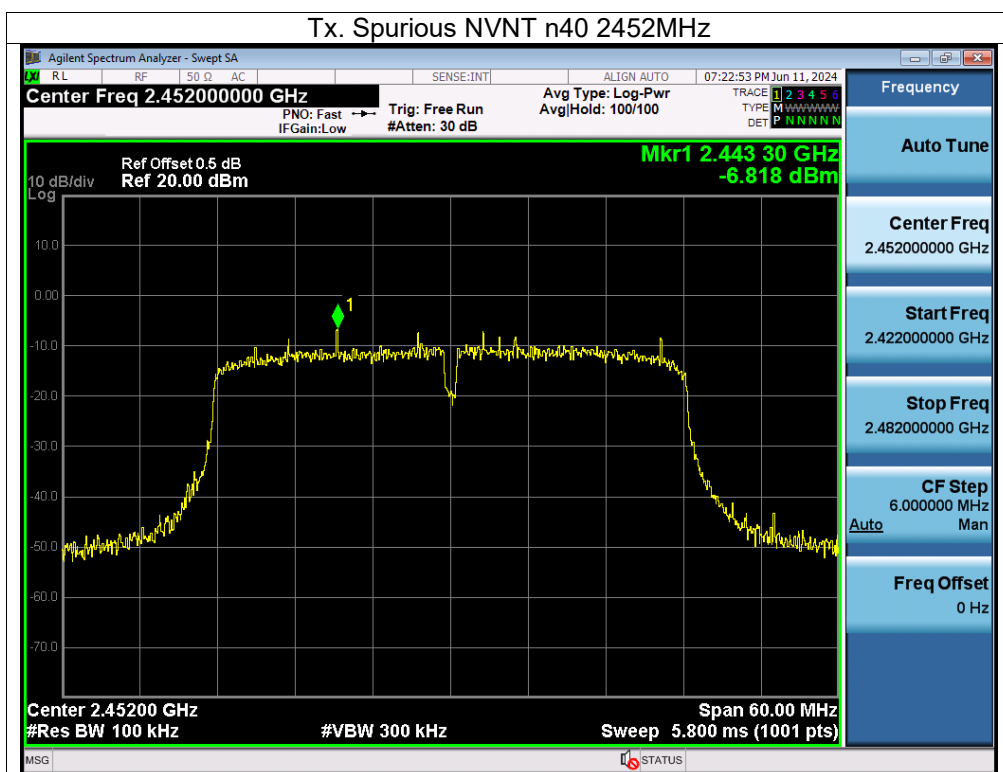 Tx. Spurious NVNT n40 2452MHz
Agilent Spectrum Analyzer - Swept SA
LXI RL RF 50 Ω AC SENSE:INT ALIGN AUTO 07:22:53 PM Jun 11, 2024
Center Freq 2.452000000 GHz
PNO: Fast
IFGain:Low
Trig: Free Run
#Atten: 30 dB
Avg Type: Log-Pwr
Avg|Hold: 100/100
TRACE 1 2 3 4 5 6
TYPE M WWWWW
DET P N N N N N
Mkr1 2.443 30 GHz
-6.818 dBm
Ref Offset 0.5 dB
10 dB/div Ref 20.00 dBm
Log
10.0
0.00
1
-10.0
-20.0
-30.0
-40.0
-50.0
-60.0
-70.0
Center 2.45200 GHz Span 60.00 MHz
#Res BW 100 kHz #VBW 300 kHz Sweep 5.800 ms (1001 pts)
MSG STATUS
Frequency
Auto Tune
Center Freq
2.452000000 GHz
Start Freq
2.422000000 GHz
Stop Freq
2.482000000 GHz
CF Step
6.000000 MHz
Auto Man
Freq Offset
0 Hz